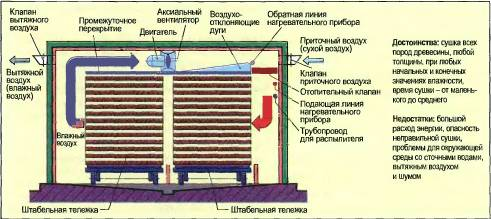 Клапан
вытяжного
воздуха
Промежуточное
перекрытие
Двигатель
Аксиальный
вентилятор
Воздухо-
отклоняющие
дуги
Обратная линия
нагревательного прибора
Приточный воздух
(сухой воздух)
Вытяжной
воздух
(влажный
воздух)
Клапан
приточного воздуха
Отопительный клапан
Подающая линия
нагревательного
прибора
Трубопровод
для распылителя
Влажный
воздух
Штабельная тележка
Штабельная тележка
Достоинства: сушка всех
пород древесины, любой
толщины, при любых
начальных и конечных
значениях влажности,
время сушки – от малень-
кого до среднего
Недостатки: большой
расход энергии, опасность
неправильной сушки,
проблемы для окружающей
среды со сточными водами,
вытяжным воздухом
и шумом